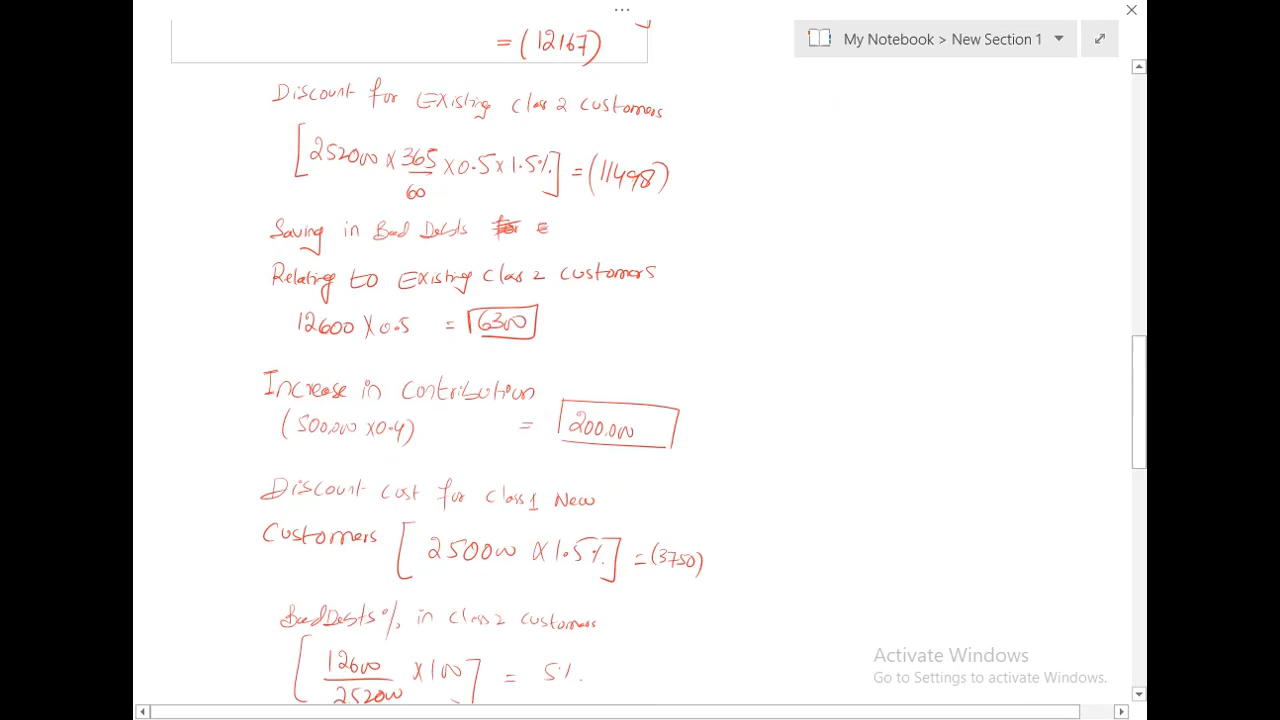 ...
My Notebook > New Section 1
= (12167)
Discount for Existing Class 2 customers
[252000 × 365/60 × 0.5 × 1.5%] = (11498)
Saving in Bad Debts
Relating to Existing Class 2 customers
12600 × 0.5 = 6300
Increase in contribution
(500,000 × 0.4) = 200,000
Discount cost for class 1 New
Customers [250000 × 1.5%] = (3750)
Bad Debts % in class 2 customers
[12600/252000 × 100] = 5%.
Activate Windows
Go to Settings to activate Windows.